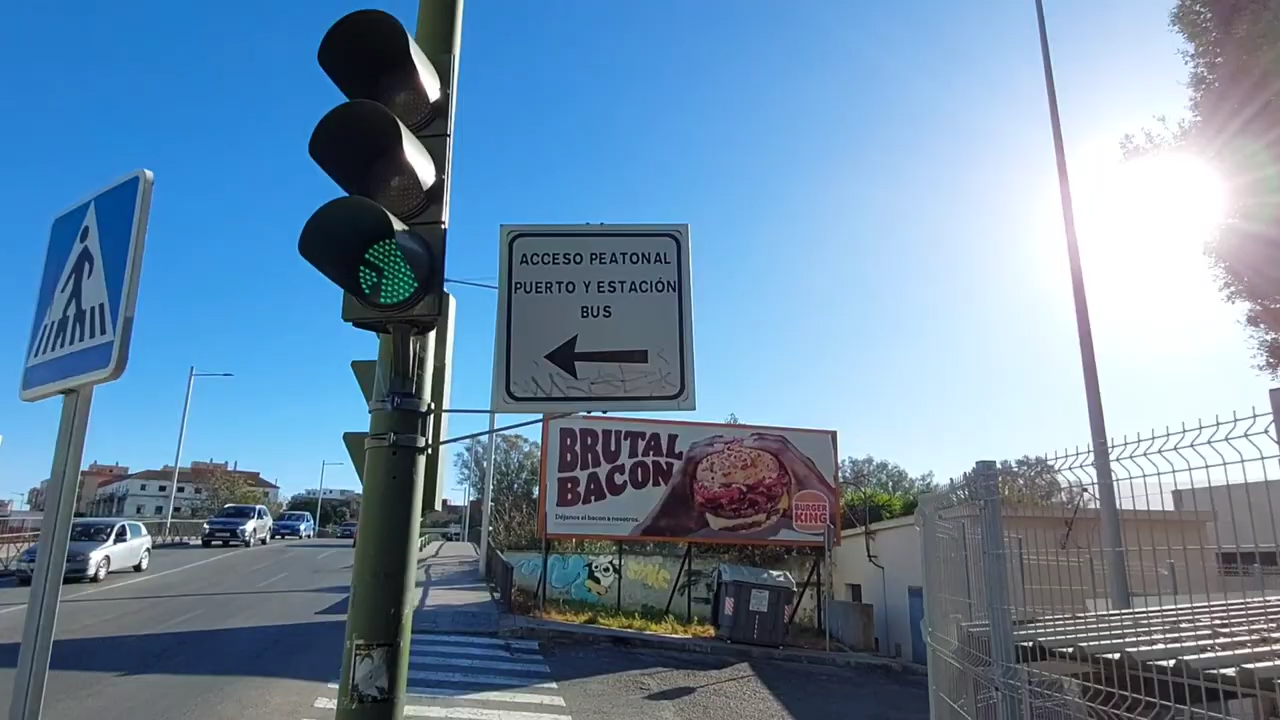 ACCESO PEATONAL
PUERTO Y ESTACIÓN
BUS
BRUTAL
BACON
Déjanos el bacon a nosotros.
BURGER
KING